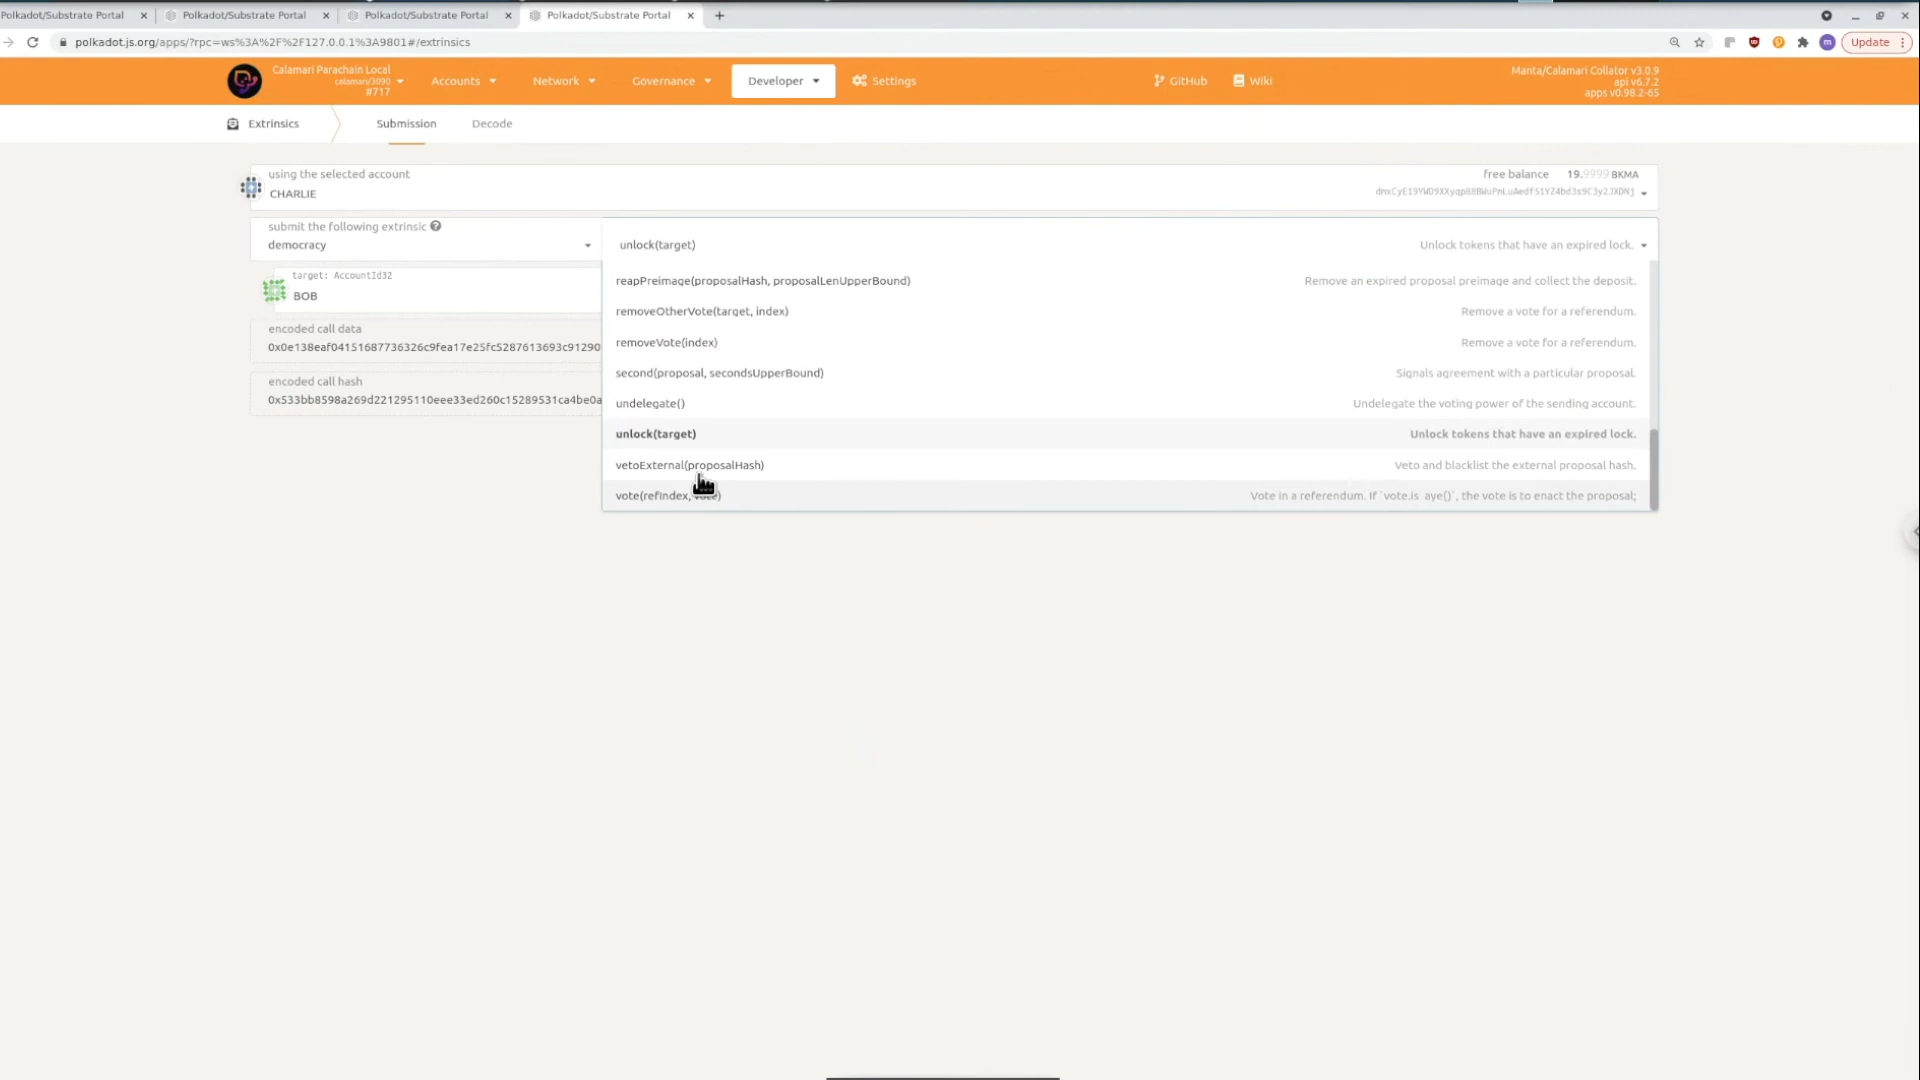 Polkadot/Substrate Portal
Polkadot/Substrate Portal
Polkadot/Substrate Portal
Polkadot/Substrate Portal
polkadot.js.org/apps/?rpc=ws%3A%2F%2F127.0.0.1%3A9801#/extrinsics
m
Update
Calamari Parachain Local
calamari/3090
#717
Accounts
Network
Governance
Developer
Settings
GitHub
Wiki
Manta/Calamari Collator v3.0.9
api v6.7.2
apps v0.98.2-65
Extrinsics
Submission
Decode
using the selected account
CHARLIE
free balance 19.9999 BKMA
submit the following extrinsic
democracy
unlock(target)
Unlock tokens that have an expired lock.
target: AccountId32
BOB
encoded call data
0x0e138eaf04151687736326c9fea17e25fc5287613693c91290
encoded call hash
0x533bb8598a269d221295110eee33ed260c15289531ca4be0a
reapPreimage(proposalHash, proposalLenUpperBound)
Remove an expired proposal preimage and collect the deposit.
removeOtherVote(target, index)
Remove a vote for a referendum.
removeVote(index)
Remove a vote for a referendum.
second(proposal, secondsUpperBound)
Signals agreement with a particular proposal.
undelegate()
Undelegate the voting power of the sending account.
unlock(target)
Unlock tokens that have an expired lock.
vetoExternal(proposalHash)
Veto and blacklist the external proposal hash.
vote(refIndex, vote)
Vote in a referendum. If `vote.is aye()`, the vote is to enact the proposal;